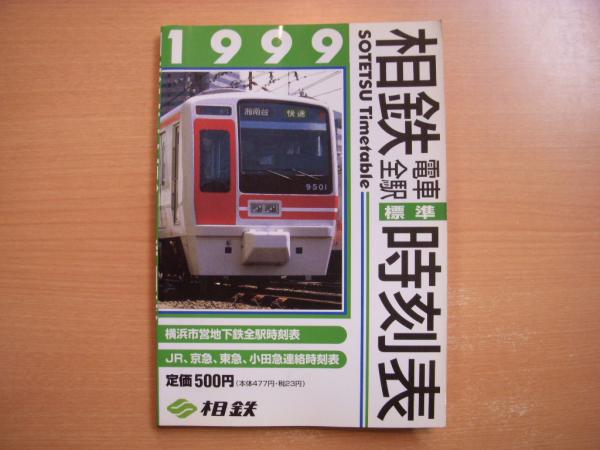 1999
相鉄
SOTETSU Timetable
電車
全駅
標準
時刻表
湘南台 快速
9501
横浜市営地下鉄全駅時刻表
JR、京急、東急、小田急連絡時刻表
定価500円(本体477円・税23円)
相鉄